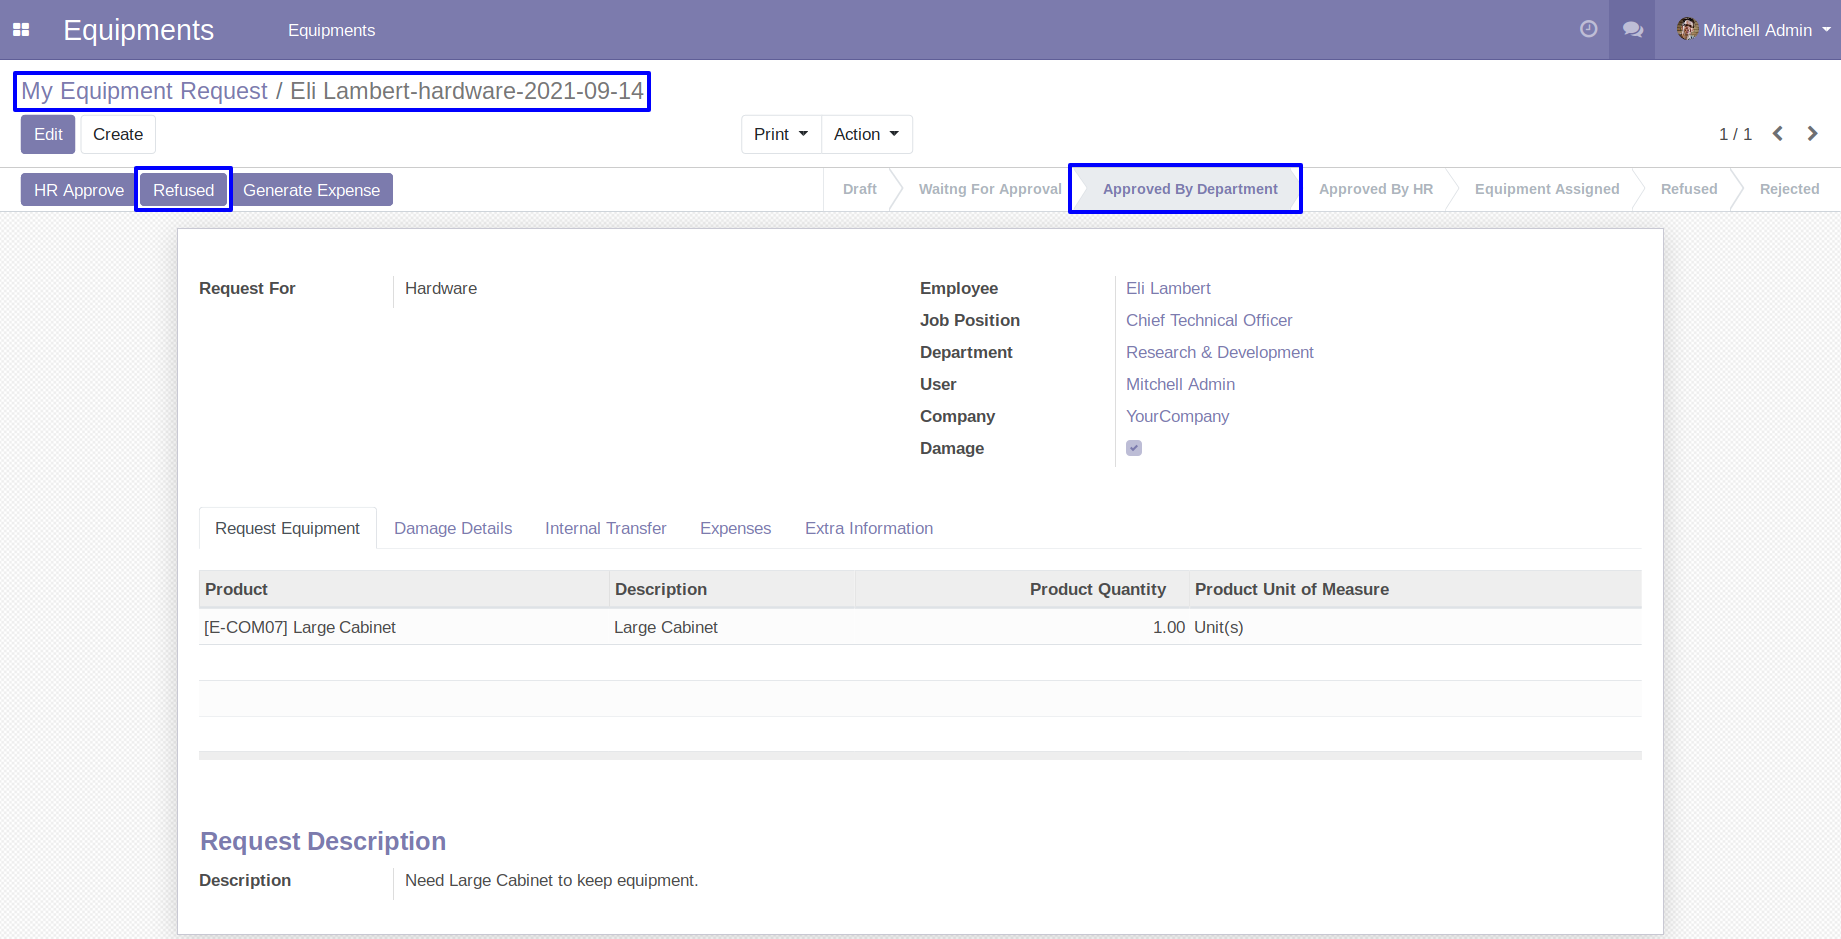 Equipments Equipments Mitchell Admin
My Equipment Request / Eli Lambert-hardware-2021-09-14
Edit Create Print Action 1 / 1
HR Approve Refused Generate Expense Draft Waitng For Approval Approved By Department Approved By HR Equipment Assigned Refused Rejected
Request For Hardware Employee Eli Lambert
Job Position Chief Technical Officer
Department Research & Development
User Mitchell Admin
Company YourCompany
Damage
Request Equipment Damage Details Internal Transfer Expenses Extra Information
Product Description Product Quantity Product Unit of Measure
[E-COM07] Large Cabinet Large Cabinet 1.00 Unit(s)
Request Description
Description Need Large Cabinet to keep equipment.